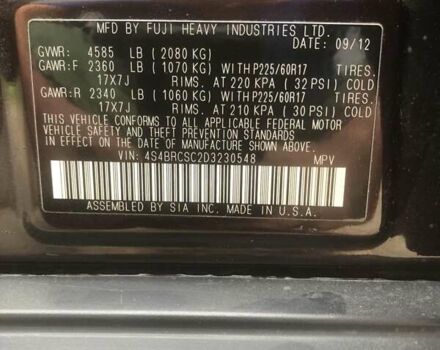 MFD BY FUJI HEAVY INDUSTRIES LTD.
DATE 09/12
GVWR: 4585 LB (2080 KG)
GAWR:F 2360 LB (1070 KG) WITH P225/60R17 TIRES.
17X7J RIMS. AT 220 KPA (32 PSI) COLD
GAWR:R 2340 LB (1060 KG) WITH P225/60R17 TIRES.
17X7J RIMS. AT 210 KPA (30 PSI) COLD
THIS VEHICLE CONFORMS TO ALL APPLICABLE FEDERAL MOTOR
VEHICLE SAFETY AND THEFT PREVENTION STANDARDS
IN EFFECT ON THE DATE OF MANUFACTURE SHOWN ABOVE.
VIN: 4S4BRCSC2D3230548 MPV
ASSEMBLED BY SIA INC. MADE IN U.S.A.